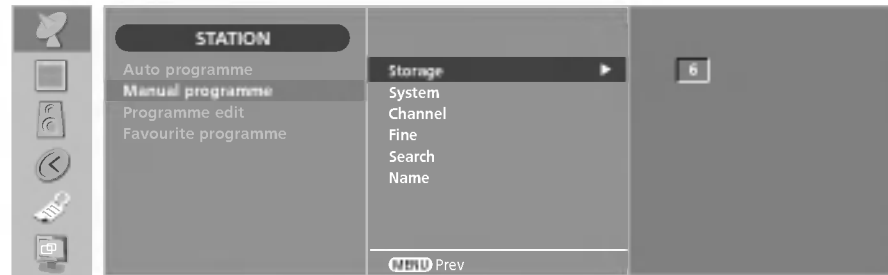 STATION
Auto programme
Manual programme
Programme edit
Favourite programme
Storage
System
Channel
Fine
Search
Name
MENU Prev
6